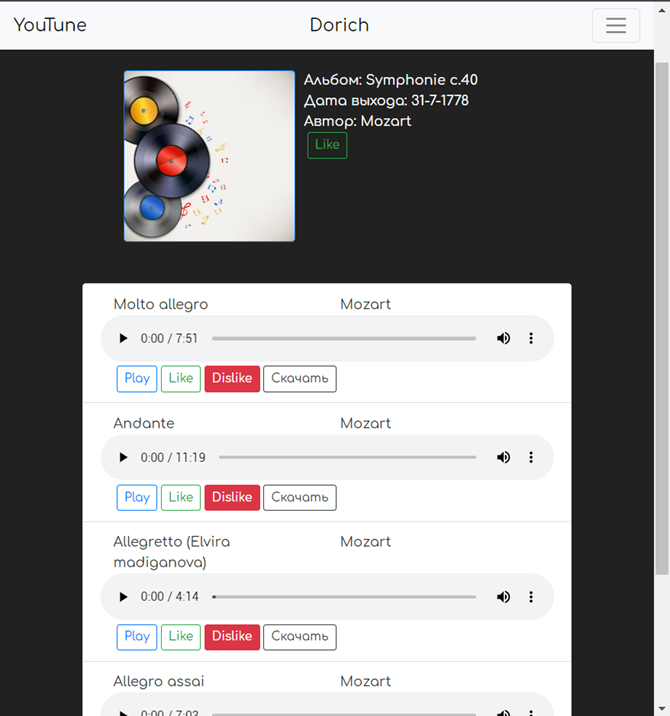 YouTune Dorich
Альбом: Symphonie c.40
Дата выхода: 31-7-1778
Автор: Mozart
Like
Molto allegro Mozart
0:00 / 7:51
Play Like Dislike Скачать
Andante Mozart
0:00 / 11:19
Play Like Dislike Скачать
Allegretto (Elvira Mozart
madiganova)
0:00 / 4:14
Play Like Dislike Скачать
Allegro assai Mozart
0:00 / 7:03